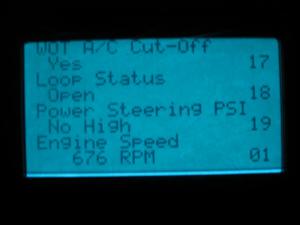 WOT A/C Cut-Off
Yes 17
Loop Status
Open 18
Power Steering PSI
No High 19
Engine Speed
676 RPM 01